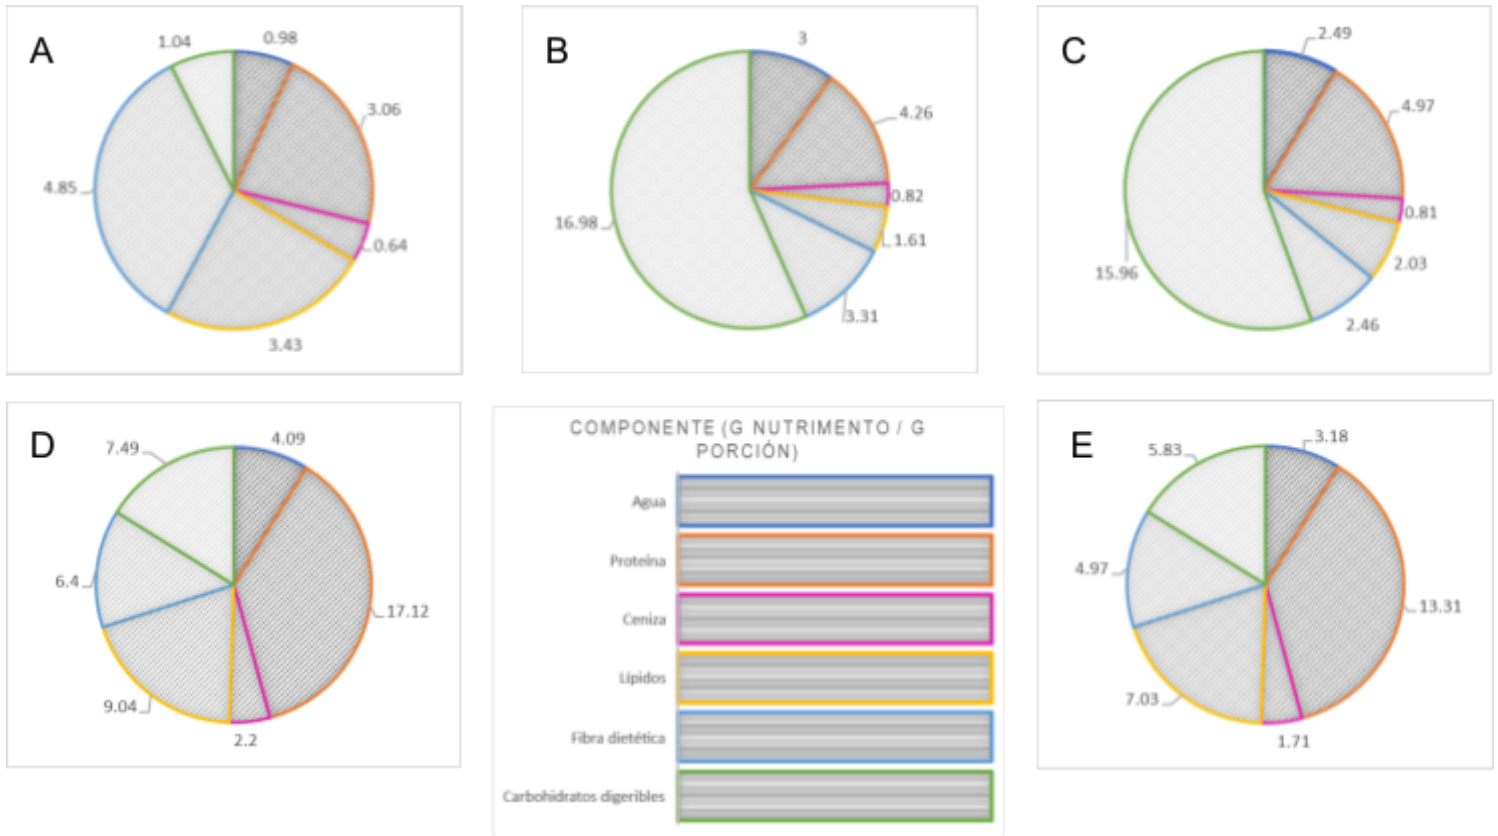 A
1.04
0.98
3.06
4.85
0.64
3.43
B
3
4.26
0.82
16.98
1.61
3.31
C
2.49
4.97
0.81
15.96
2.03
2.46
D
7.49
4.09
6.4
17.12
9.04
2.2
COMPONENTE (G NUTRIMENTO / G
PORCIÓN)
Agua
Proteína
Ceniza
Lípidos
Fibra dietética
Carbohidratos digeribles
E
5.83
3.18
4.97
13.31
7.03
1.71